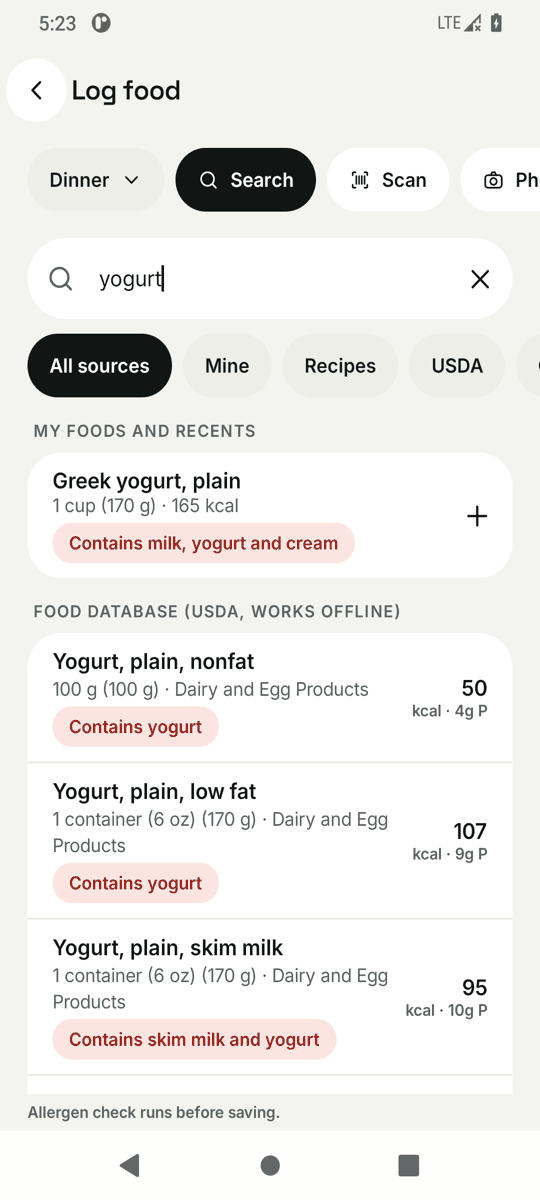 5:23
LTE
Log food
Dinner
Search
Scan
Ph
yogurt
All sources
Mine
Recipes
USDA
MY FOODS AND RECENTS
Greek yogurt, plain
1 cup (170 g) · 165 kcal
Contains milk, yogurt and cream
FOOD DATABASE (USDA, WORKS OFFLINE)
Yogurt, plain, nonfat
100 g (100 g) · Dairy and Egg Products
Contains yogurt
50
kcal · 4g P
Yogurt, plain, low fat
1 container (6 oz) (170 g) · Dairy and Egg
Products
Contains yogurt
107
kcal · 9g P
Yogurt, plain, skim milk
1 container (6 oz) (170 g) · Dairy and Egg
Products
Contains skim milk and yogurt
95
kcal · 10g P
Allergen check runs before saving.